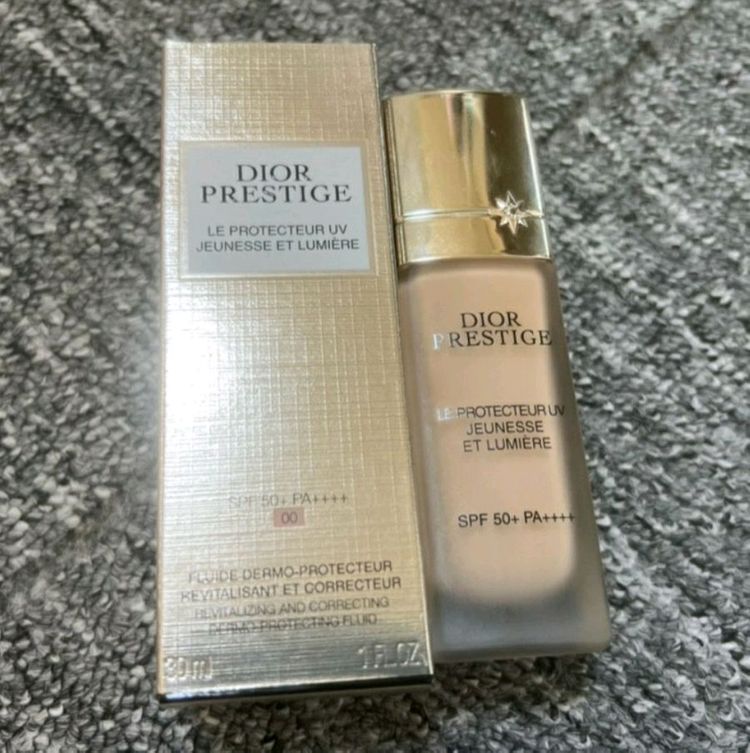 DIOR
PRESTIGE
LE PROTECTEUR UV
JEUNESSE ET LUMIÈRE
SPF 50+ PA++++
00
FLUIDE DERMO-PROTECTEUR
REVITALISANT ET CORRECTEUR
REVITALIZING AND CORRECTING
DERMO-PROTECTING FLUID
30 ml 1 FL.OZ
DIOR
PRESTIGE
LE PROTECTEUR UV
JEUNESSE
ET LUMIÈRE
SPF 50+ PA++++